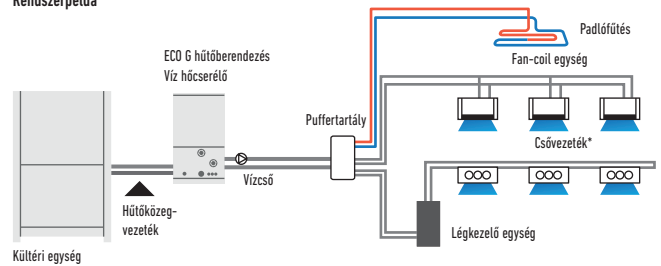 Rendszerpélda
ECO G hűtőberendezés
Víz hőcserélő
Padlófűtés
Fan-coil egység
Puffertartály
Csővezeték*
Vízcső
Hűtőközeg-
vezeték
Légkezelő egység
Kültéri egység